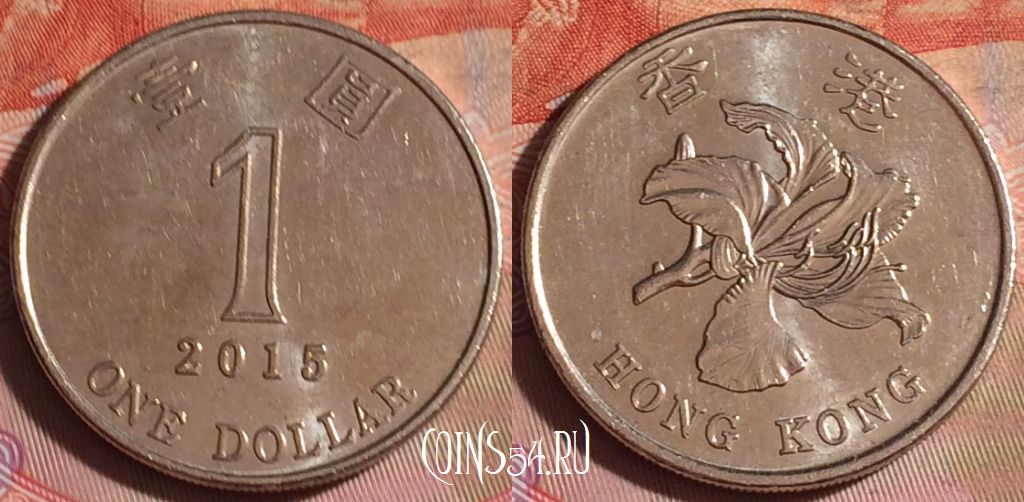 壹圓
1
2015
ONE DOLLAR
香港
HONG KONG
COINS54.RU